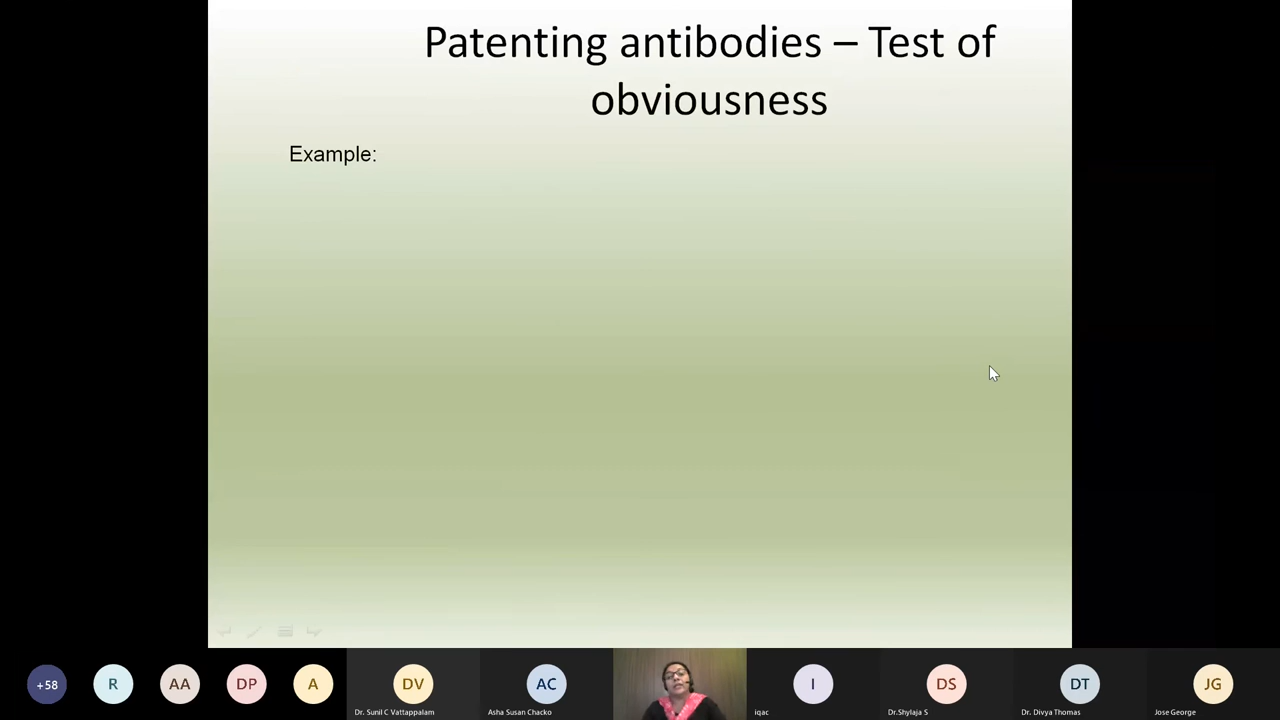 Patenting antibodies – Test of
obviousness
Example:
+58
R
AA
DP
A
DV
Dr. Sunil C Vattappalam
AC
Asha Susan Chacko
I
iqac
DS
Dr.Shylaja S
DT
Dr. Divya Thomas
JG
Jose George